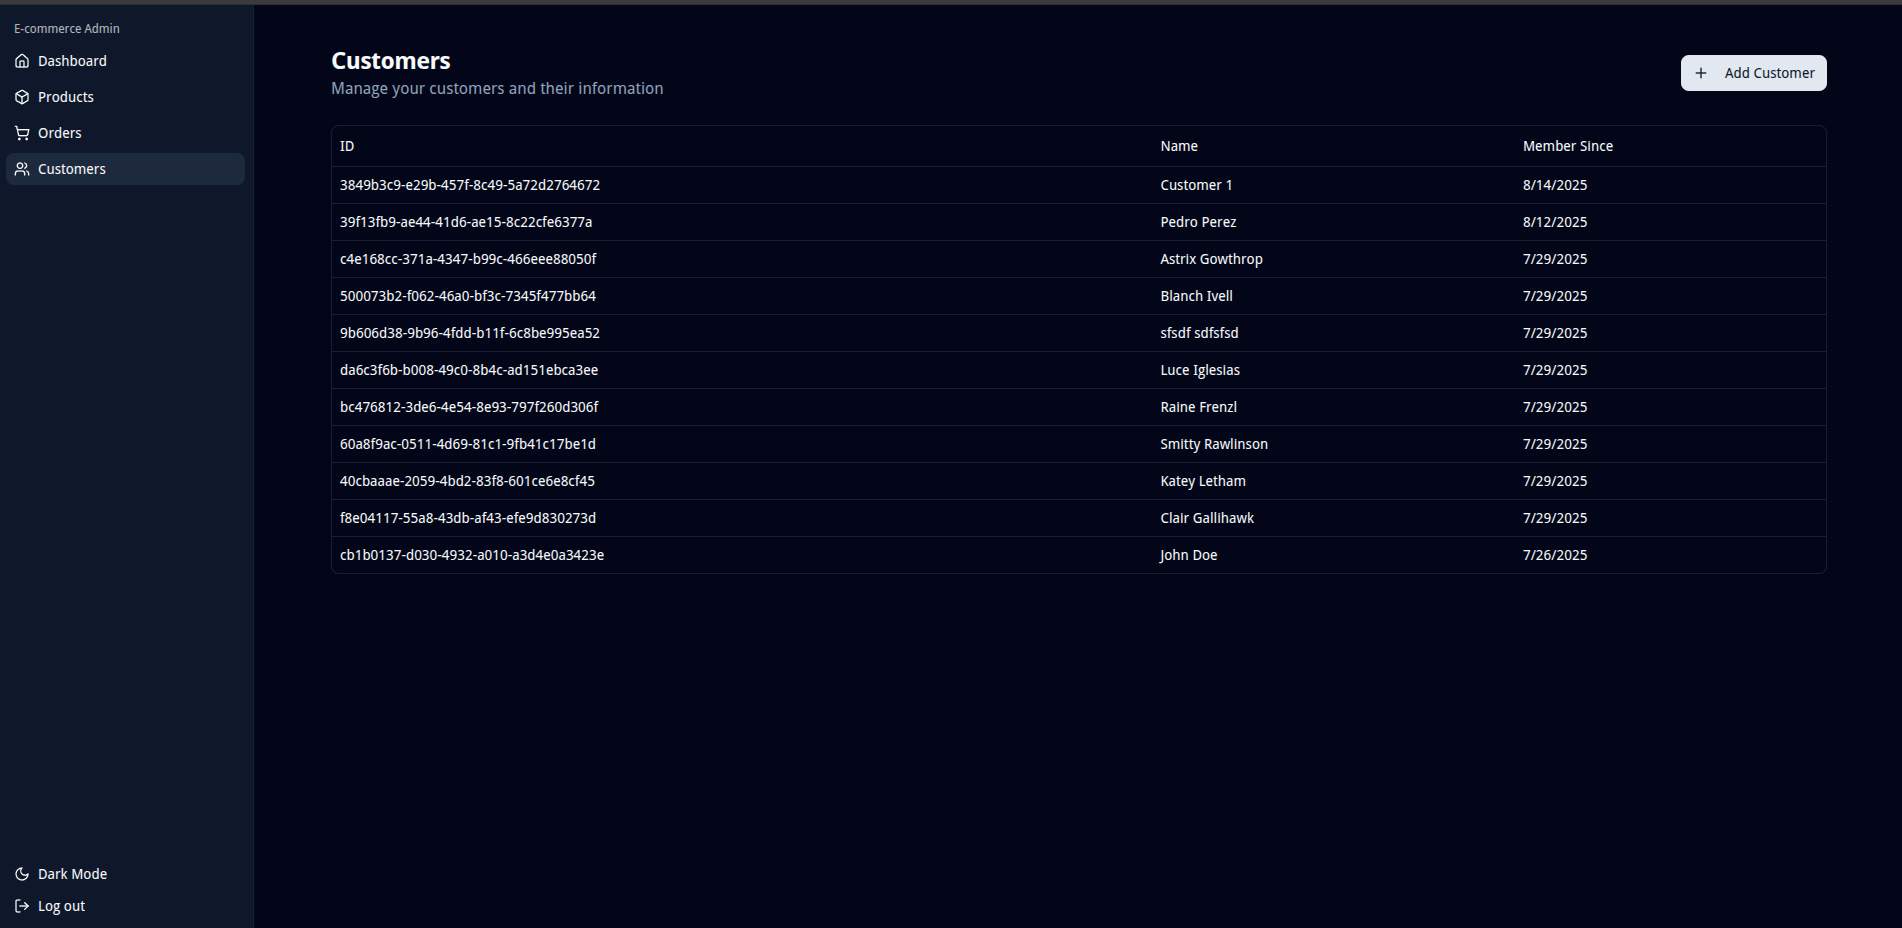 E-commerce Admin
Dashboard
Products
Orders
Customers
Dark Mode
Log out
Customers
Manage your customers and their information
Add Customer
ID Name Member Since
3849b3c9-e29b-457f-8c49-5a72d2764672 Customer 1 8/14/2025
39f13fb9-ae44-41d6-ae15-8c22cfe6377a Pedro Perez 8/12/2025
c4e168cc-371a-4347-b99c-466eee88050f Astrix Gowthrop 7/29/2025
500073b2-f062-46a0-bf3c-7345f477bb64 Blanch Ivell 7/29/2025
9b606d38-9b96-4fdd-b11f-6c8be995ea52 sfsdf sdfsfsd 7/29/2025
da6c3f6b-b008-49c0-8b4c-ad151ebca3ee Luce Iglesias 7/29/2025
bc476812-3de6-4e54-8e93-797f260d306f Raine Frenzl 7/29/2025
60a8f9ac-0511-4d69-81c1-9fb41c17be1d Smitty Rawlinson 7/29/2025
40cbaaae-2059-4bd2-83f8-601ce6e8cf45 Katey Letham 7/29/2025
f8e04117-55a8-43db-af43-efe9d830273d Clair Gallihawk 7/29/2025
cb1b0137-d030-4932-a010-a3d4e0a3423e John Doe 7/26/2025